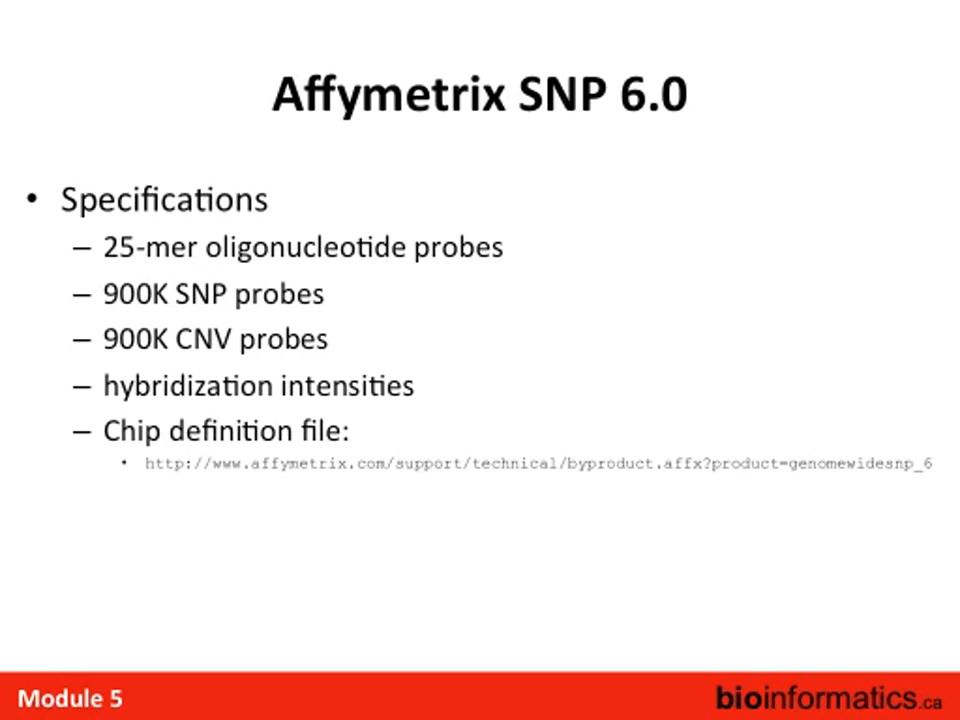 Affymetrix SNP 6.0
• Specifications
– 25-mer oligonucleotide probes
– 900K SNP probes
– 900K CNV probes
– hybridization intensities
– Chip definition file:
• http://www.affymetrix.com/support/technical/byproduct.affx?product=genomewidesnp_6
Module 5
bioinformatics.ca